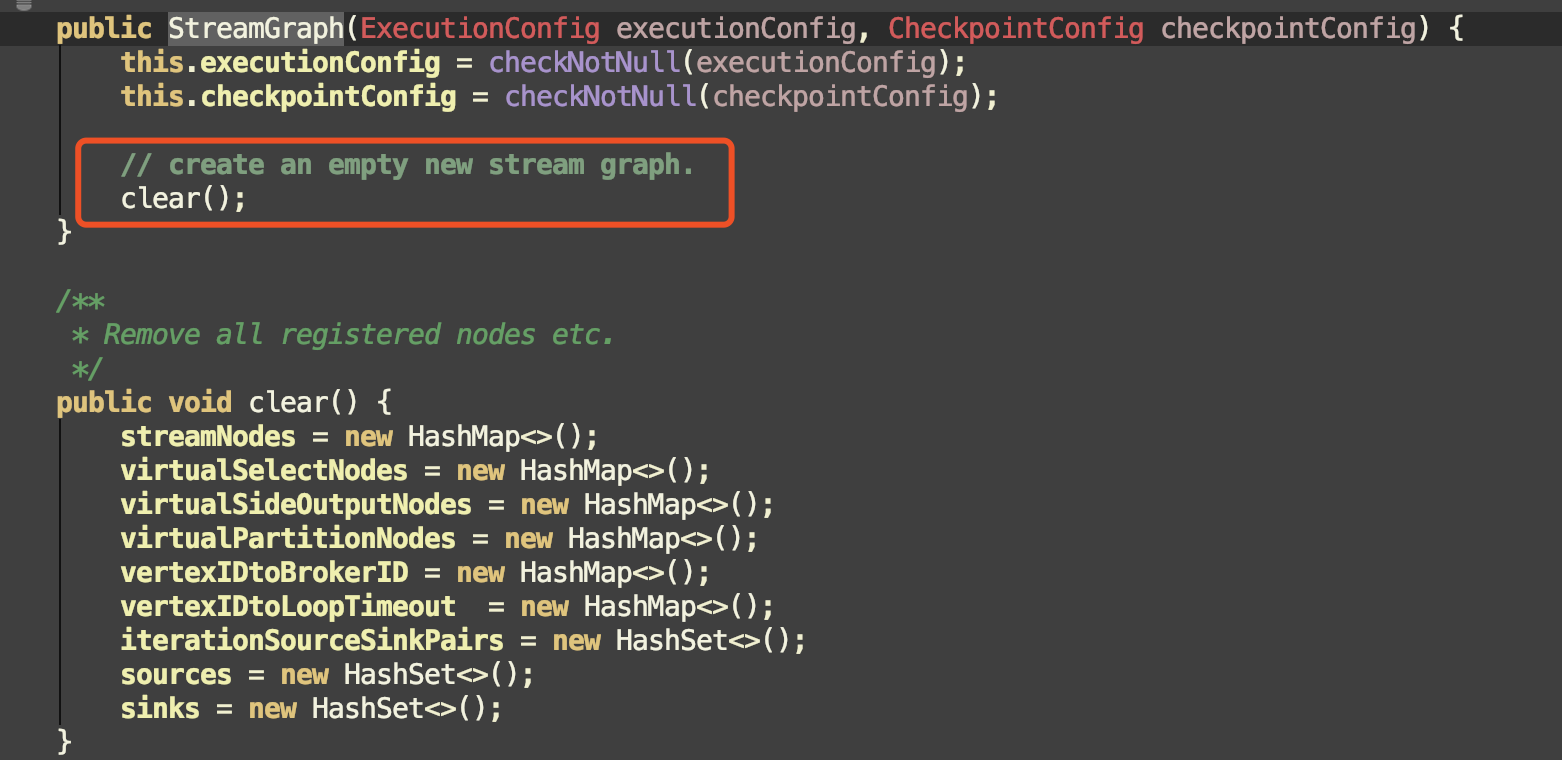 public StreamGraph(ExecutionConfig executionConfig, CheckpointConfig checkpointConfig) {
    this.executionConfig = checkNotNull(executionConfig);
    this.checkpointConfig = checkNotNull(checkpointConfig);

    // create an empty new stream graph.
    clear();
}

/**
 * Remove all registered nodes etc.
 */
public void clear() {
    streamNodes = new HashMap<>();
    virtualSelectNodes = new HashMap<>();
    virtualSideOutputNodes = new HashMap<>();
    virtualPartitionNodes = new HashMap<>();
    vertexIDtoBrokerID = new HashMap<>();
    vertexIDtoLoopTimeout  = new HashMap<>();
    iterationSourceSinkPairs = new HashSet<>();
    sources = new HashSet<>();
    sinks = new HashSet<>();
}